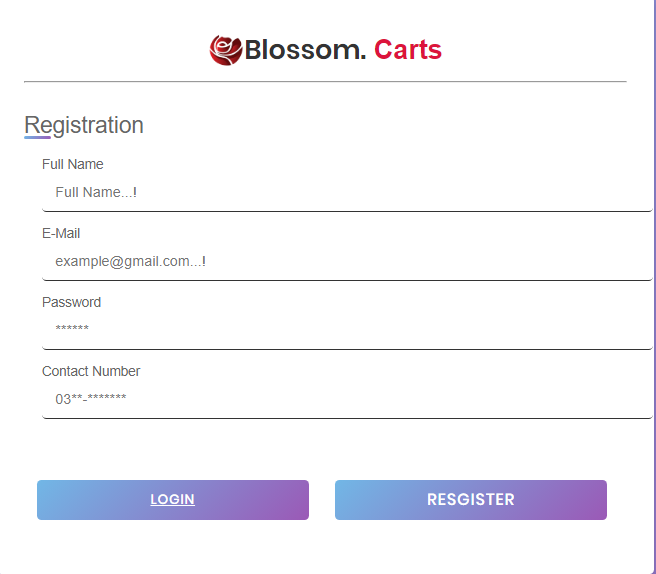 Blossom. Carts
Registration
Full Name
Full Name...!
E-Mail
example@gmail.com...!
Password
******
Contact Number
03**-*******
LOGIN RESGISTER